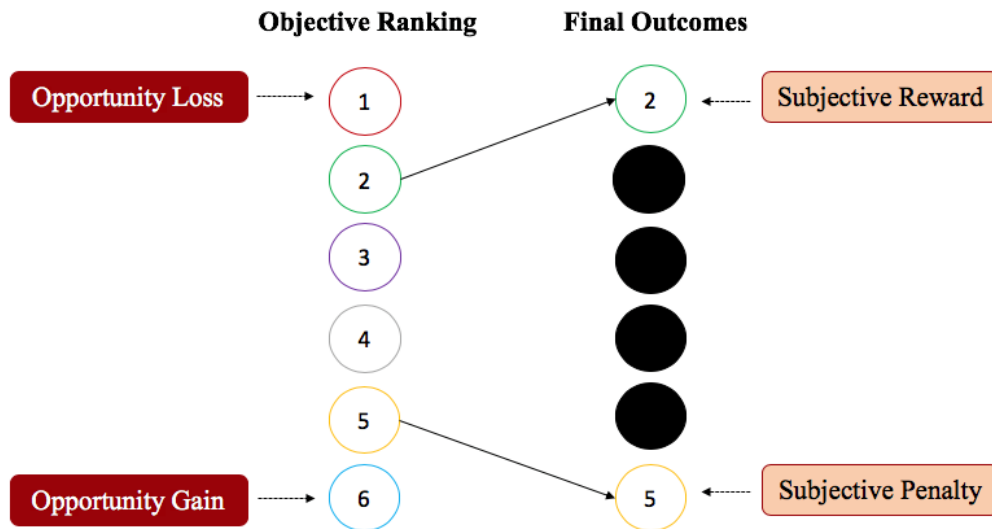 Objective Ranking
Final Outcomes
Opportunity Loss
1
2
Subjective Reward
2
3
4
5
Opportunity Gain
6
5
Subjective Penalty